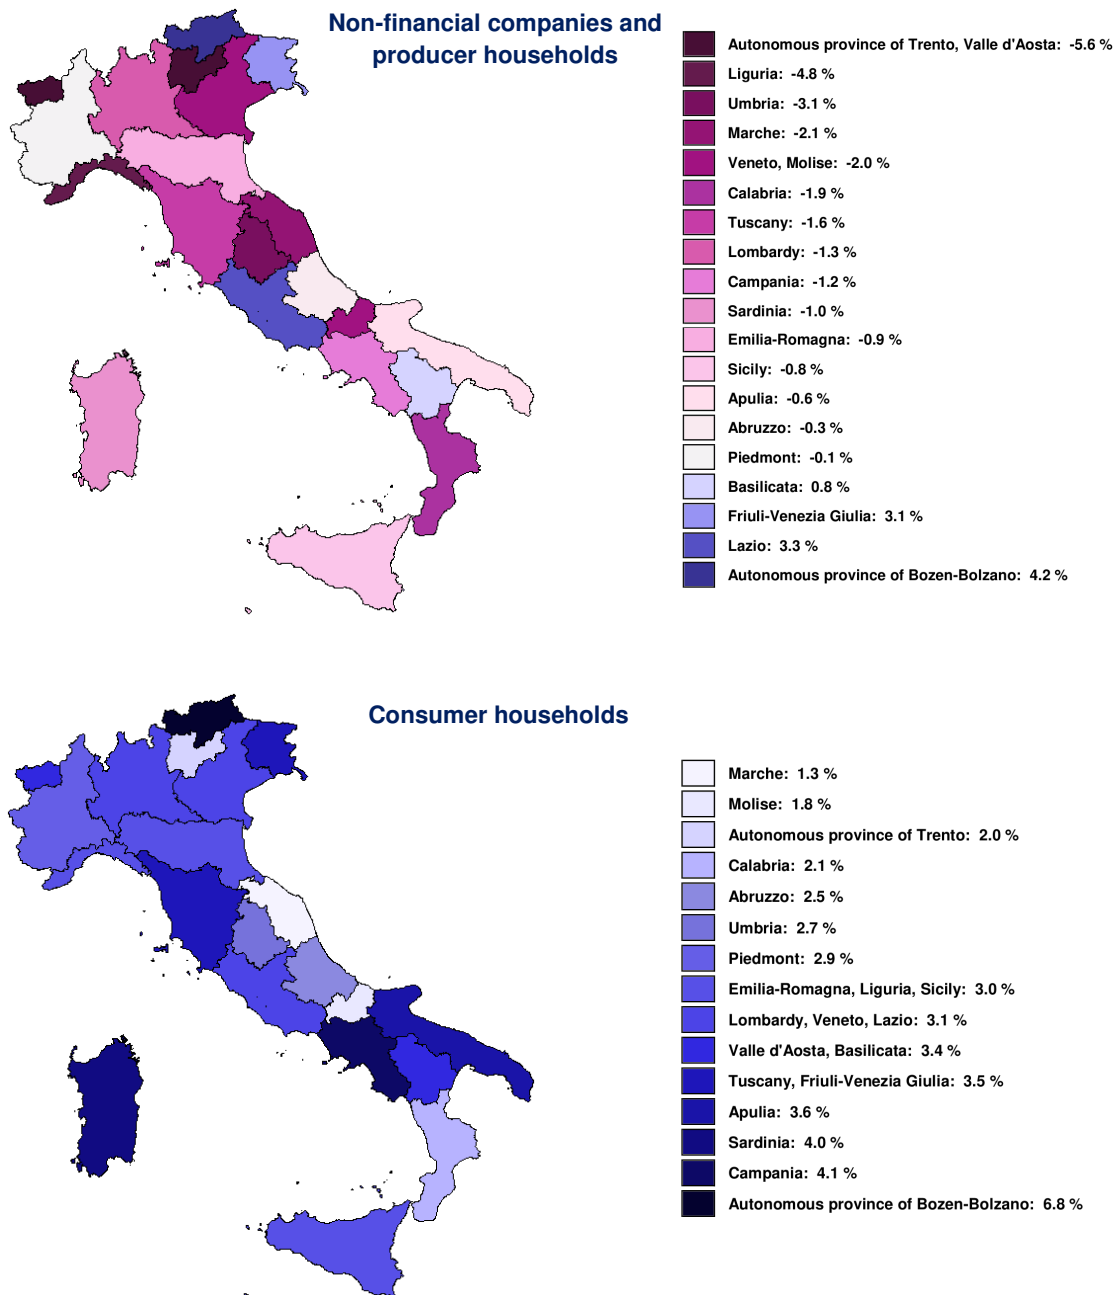 Non-financial companies and
producer households
Autonomous province of Trento, Valle d'Aosta: -5.6 %
Liguria: -4.8 %
Umbria: -3.1 %
Marche: -2.1 %
Veneto, Molise: -2.0 %
Calabria: -1.9 %
Tuscany: -1.6 %
Lombardy: -1.3 %
Campania: -1.2 %
Sardinia: -1.0 %
Emilia-Romagna: -0.9 %
Sicily: -0.8 %
Apulia: -0.6 %
Abruzzo: -0.3 %
Piedmont: -0.1 %
Basilicata: 0.8 %
Friuli-Venezia Giulia: 3.1 %
Lazio: 3.3 %
Autonomous province of Bozen-Bolzano: 4.2 %
Consumer households
Marche: 1.3 %
Molise: 1.8 %
Autonomous province of Trento: 2.0 %
Calabria: 2.1 %
Abruzzo: 2.5 %
Umbria: 2.7 %
Piedmont: 2.9 %
Emilia-Romagna, Liguria, Sicily: 3.0 %
Lombardy, Veneto, Lazio: 3.1 %
Valle d'Aosta, Basilicata: 3.4 %
Tuscany, Friuli-Venezia Giulia: 3.5 %
Apulia: 3.6 %
Sardinia: 4.0 %
Campania: 4.1 %
Autonomous province of Bozen-Bolzano: 6.8 %